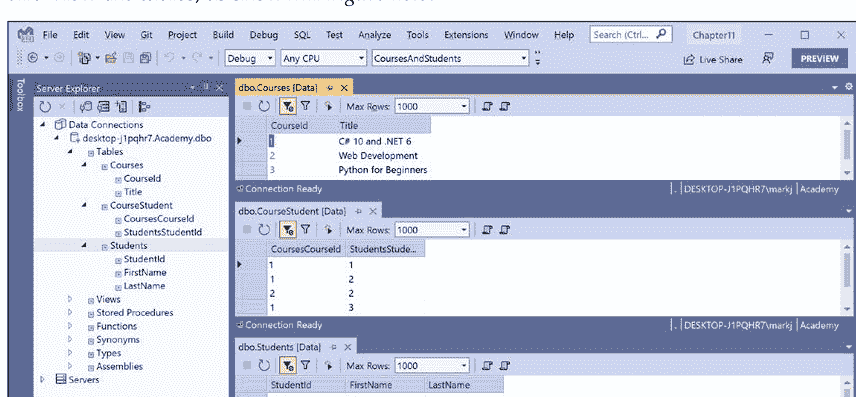 File Edit View Git Project Build Debug SQL Test Analyze Tools Extensions Window Help Search (Ctrl... Chapter11
Debug Any CPU CoursesAndStudents Live Share PREVIEW
Toolbox
Server Explorer
Data Connections
desktop-j1pqhr7.Academy.dbo
Tables
Courses
CourseId
Title
CourseStudent
CoursesCourseId
StudentsStudentId
Students
StudentId
FirstName
LastName
Views
Stored Procedures
Functions
Synonyms
Types
Assemblies
Servers
dbo.Courses [Data]
Max Rows: 1000
CourseId Title
1 C# 10 and .NET 6
2 Web Development
3 Python for Beginners
Connection Ready | . | DESKTOP-J1PQHR7\markj | Academy
dbo.CourseStudent [Data]
Max Rows: 1000
CoursesCourseId StudentsStude...
1 1
1 2
2 2
1 3
Connection Ready | . | DESKTOP-J1PQHR7\markj | Academy
dbo.Students [Data]
Max Rows: 1000
StudentId FirstName LastName